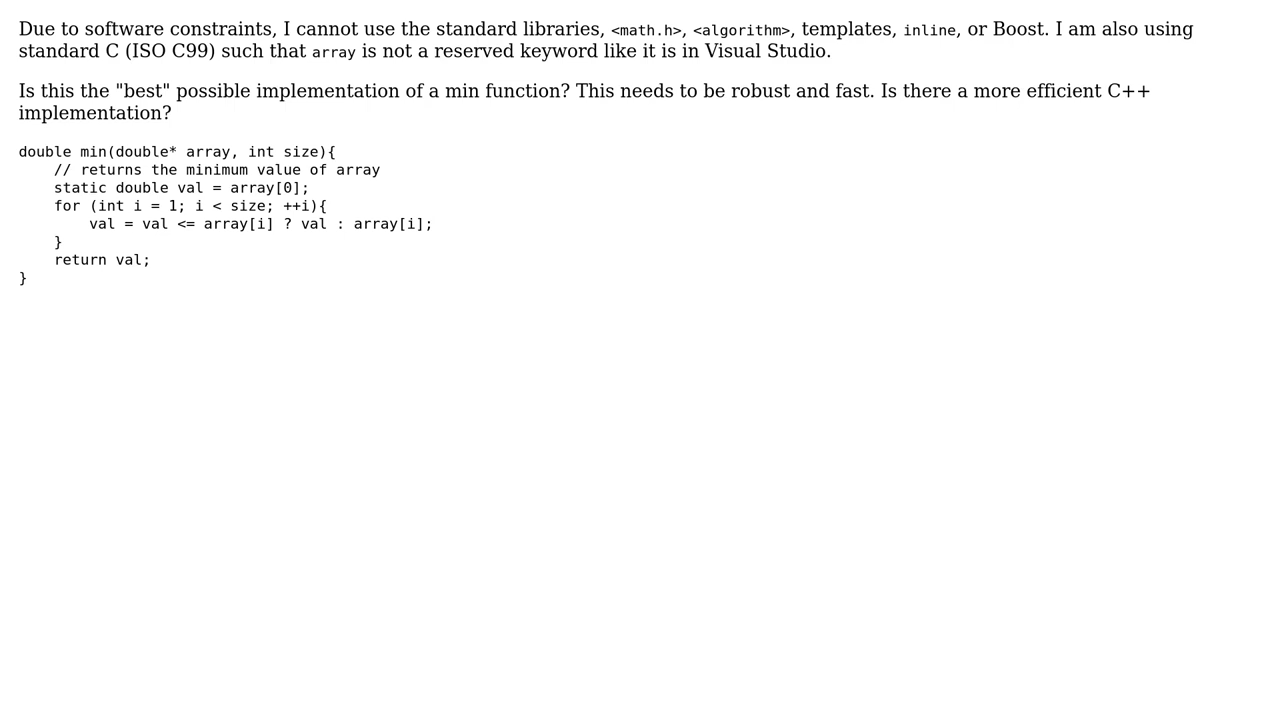 Due to software constraints, I cannot use the standard libraries, <math.h>, <algorithm>, templates, inline, or Boost. I am also using
standard C (ISO C99) such that array is not a reserved keyword like it is in Visual Studio.
Is this the "best" possible implementation of a min function? This needs to be robust and fast. Is there a more efficient C++
implementation?
double min(double* array, int size){
    // returns the minimum value of array
    static double val = array[0];
    for (int i = 1; i < size; ++i){
        val = val <= array[i] ? val : array[i];
    }
    return val;
}